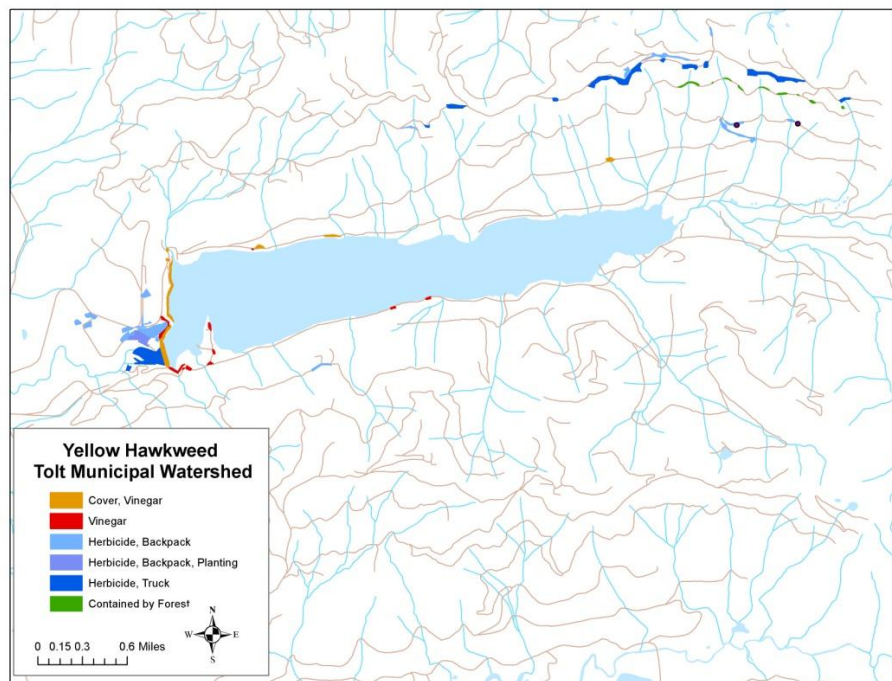 Yellow Hawkweed
Tolt Municipal Watershed
Cover, Vinegar
Vinegar
Herbicide, Backpack
Herbicide, Backpack, Planting
Herbicide, Truck
Contained by Forest
N
W E
S
0 0.15 0.3 0.6 Miles